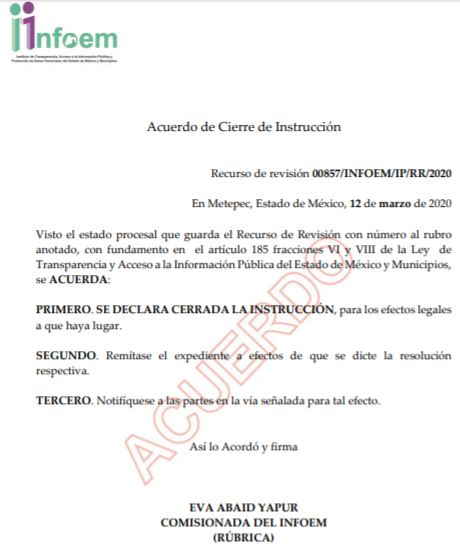 infoem
Instituto de Transparencia, Acceso a la Información Pública y
Protección de Datos Personales del Estado de México y Municipios
Acuerdo de Cierre de Instrucción
Recurso de revisión 00857/INFOEM/IP/RR/2020
En Metepec, Estado de México, 12 de marzo de 2020
Visto el estado procesal que guarda el Recurso de Revisión con número al rubro
anotado, con fundamento en el artículo 185 fracciones VI y VIII de la Ley de
Transparencia y Acceso a la Información Pública del Estado de México y Municipios,
se ACUERDA:
PRIMERO. SE DECLARA CERRADA LA INSTRUCCIÓN, para los efectos legales
a que haya lugar.
SEGUNDO. Remítase el expediente a efectos de que se dicte la resolución
respectiva.
TERCERO. Notifíquese a las partes en la vía señalada para tal efecto.
ACUERDO
Así lo Acordó y firma
EVA ABAID YAPUR
COMISIONADA DEL INFOEM
(RÚBRICA)